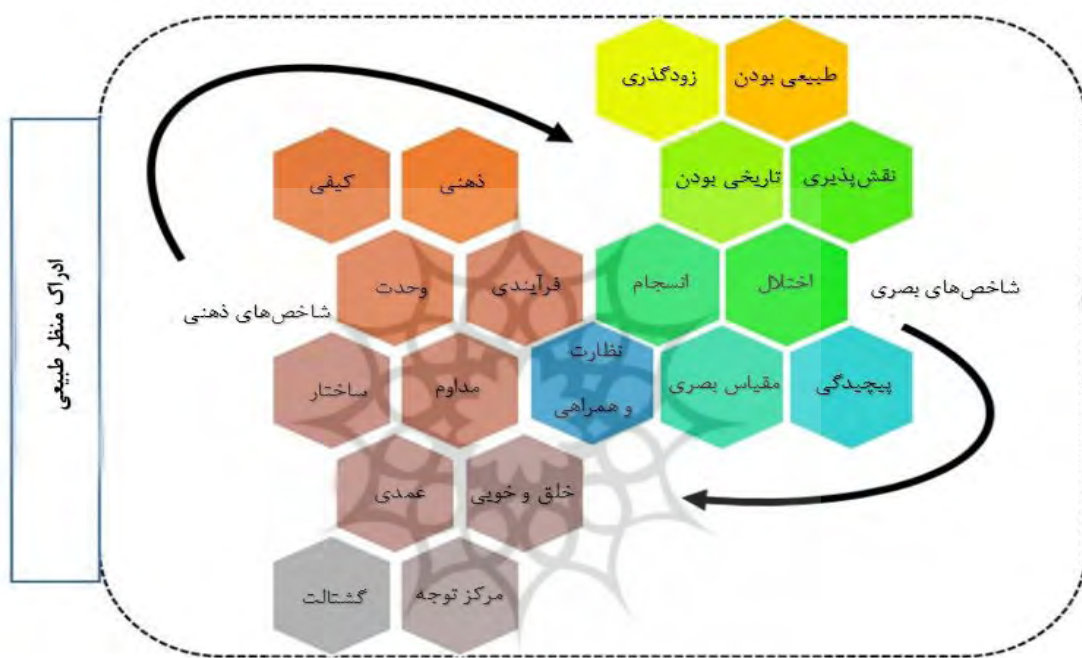 ادراک منظر طبیعی
طبیعی بودن
زودگذری
نقش‌پذیری
تاریخی بودن
ذهنی
کیفی
شاخص‌های بصری
اختلال
انسجام
فرآیندی
وحدت
شاخص‌های ذهنی
پیچیدگی
مقیاس بصری
نظارت
و همراهی
مداوم
ساختار
خلق و خویی
عمدی
مرکز توجه
گشتالت